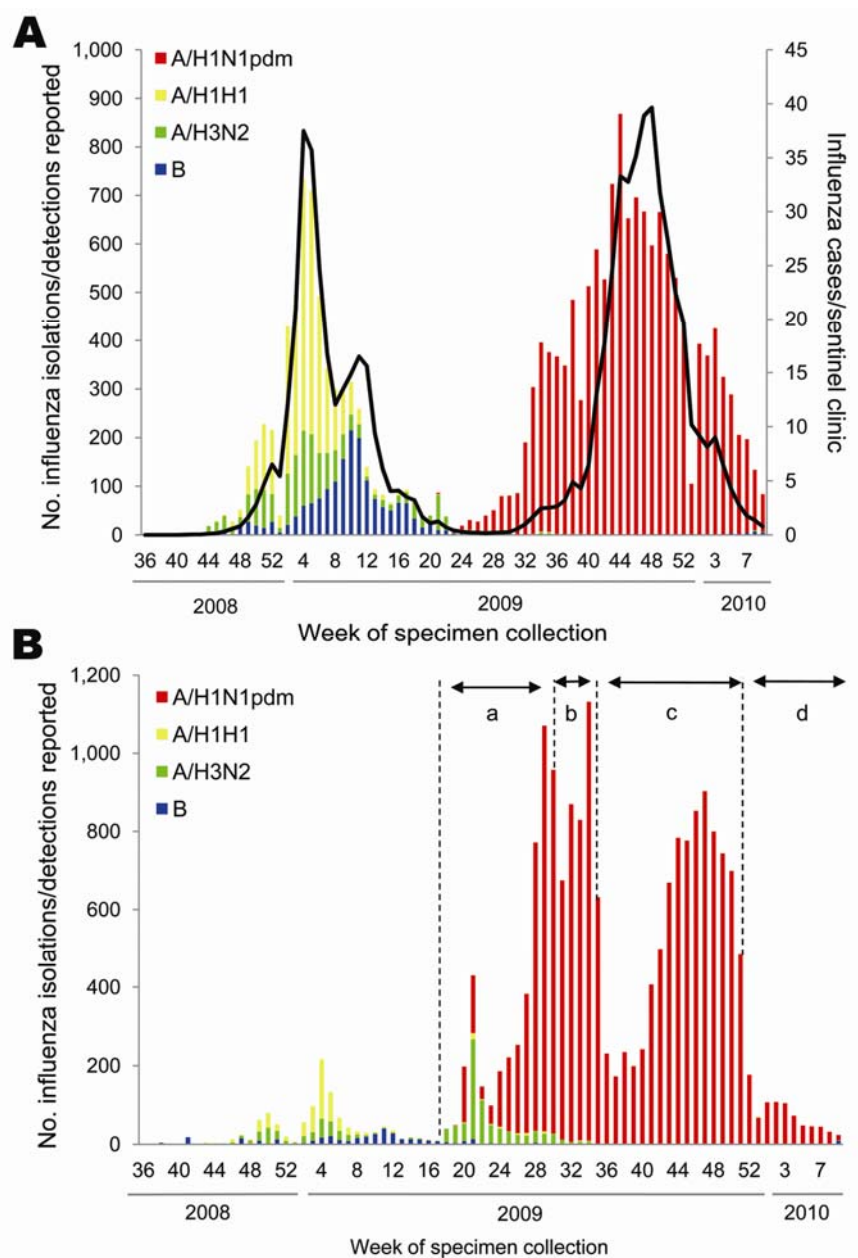 A
1,000
900
800
700
600
500
400
300
200
100
0
No. influenza isolations/detections reported
A/H1N1pdm
A/H1H1
A/H3N2
B
45
40
35
30
25
20
15
10
5
0
Influenza cases/sentinel clinic
36 40 44 48 52 4 8 12 16 20 24 28 32 36 40 44 48 52 3 7
2008 2009 2010
Week of specimen collection
B
1,200
1,000
800
600
400
200
0
No. influenza isolations/detections reported
A/H1N1pdm
A/H1H1
A/H3N2
B
a b c d
36 40 44 48 52 4 8 12 16 20 24 28 32 36 40 44 48 52 3 7
2008 2009 2010
Week of specimen collection